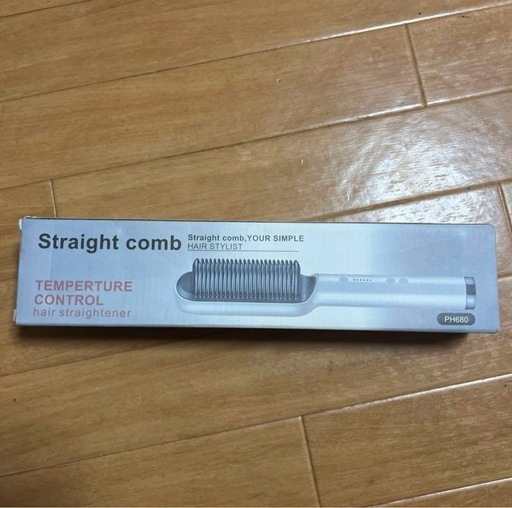 Straight comb
Straight comb,YOUR SIMPLE
HAIR STYLIST
TEMPERTURE
CONTROL
hair straightener
PH680